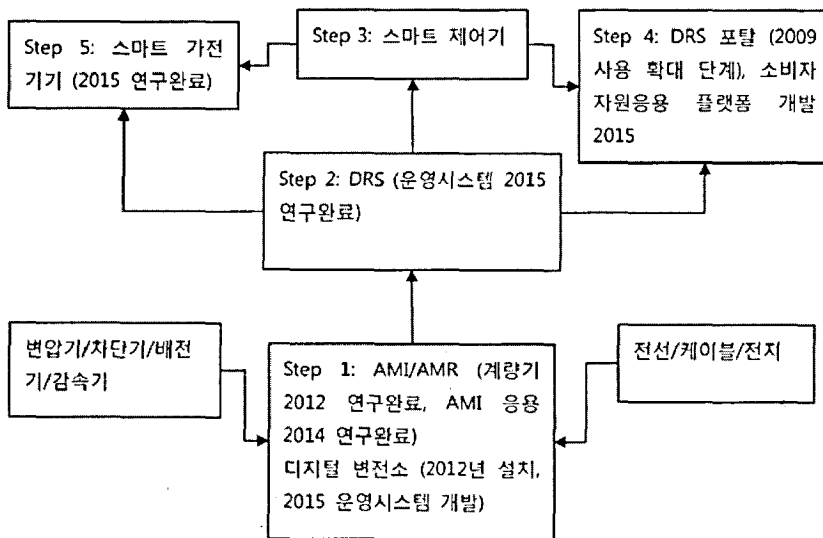 Step 5: 스마트 가전
기기 (2015 연구완료)
Step 3: 스마트 제어기
Step 4: DRS 포탈 (2009
사용 확대 단계), 소비자
자원응용 플랫폼 개발
2015
Step 2: DRS (운영시스템 2015
연구완료)
변압기/차단기/배전
기/감속기
Step 1: AMI/AMR (계량기
2012 연구완료, AMI 응용
2014 연구완료)
디지털 변전소 (2012년 설치,
2015 운영시스템 개발)
전선/케이블/전지